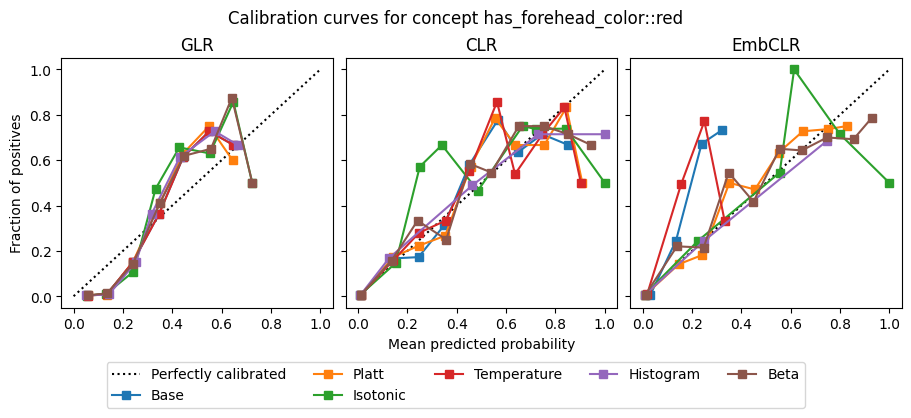 Calibration curves for concept has_forehead_color::red
GLR
CLR
EmbCLR
Fraction of positives
1.0
0.8
0.6
0.4
0.2
0.0
0.0 0.2 0.4 0.6 0.8 1.0
0.0 0.2 0.4 0.6 0.8 1.0
0.0 0.2 0.4 0.6 0.8 1.0
Mean predicted probability
Perfectly calibrated Platt Temperature Histogram Beta
Base Isotonic